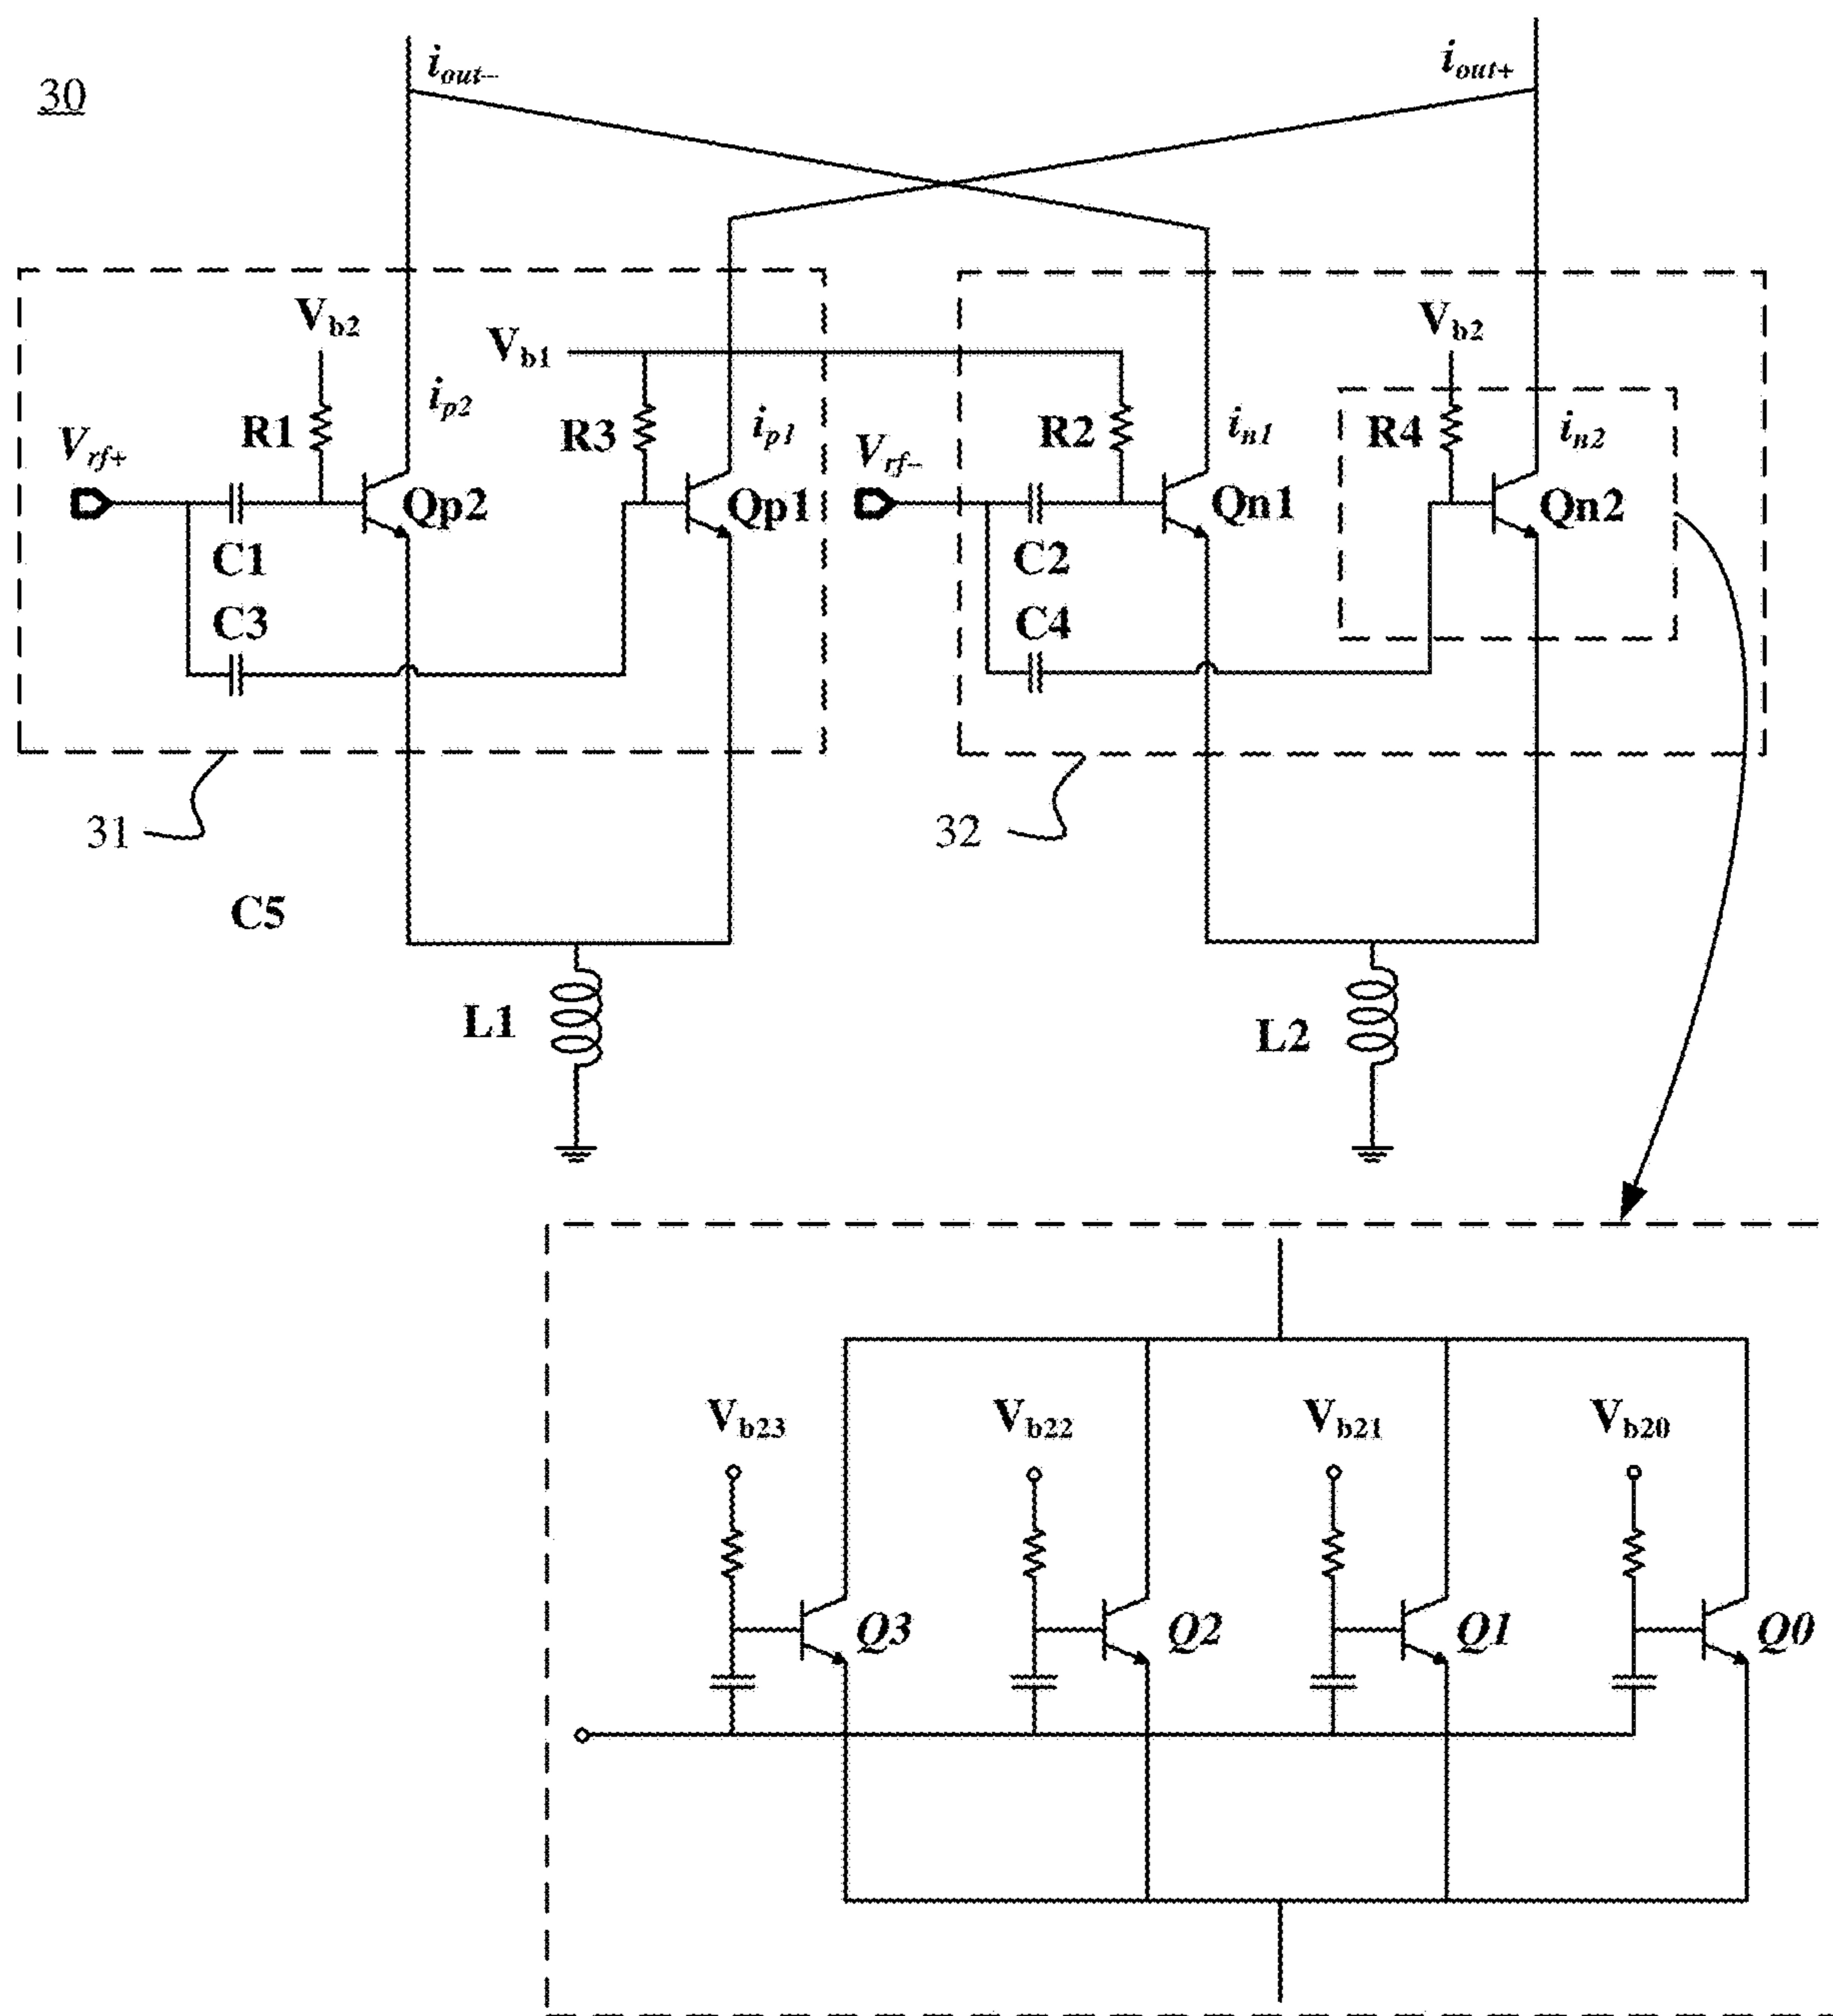 30
i_out−
i_out+
V_b2
V_b1
V_b2
i_p2
i_p1
i_n1
i_n2
V_rf+
R1
R3
V_rf−
R2
R4
Qp2
Qp1
Qn1
Qn2
C1
C2
C3
C4
31
32
C5
L1
L2
V_b23
V_b22
V_b21
V_b20
Q3
Q2
Q1
Q0